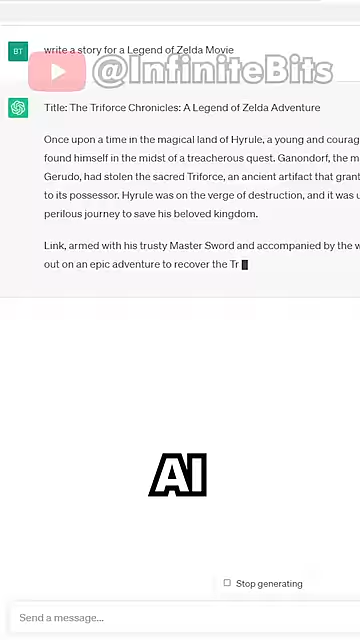 BT
write a story for a Legend of Zelda Movie
@InfiniteBits
Title: The Triforce Chronicles: A Legend of Zelda Adventure
Once upon a time in the magical land of Hyrule, a young and courag
found himself in the midst of a treacherous quest. Ganondorf, the m
Gerudo, had stolen the sacred Triforce, an ancient artifact that grant
to its possessor. Hyrule was on the verge of destruction, and it was u
perilous journey to save his beloved kingdom.
Link, armed with his trusty Master Sword and accompanied by the w
out on an epic adventure to recover the Tr
AI
Stop generating
Send a message...